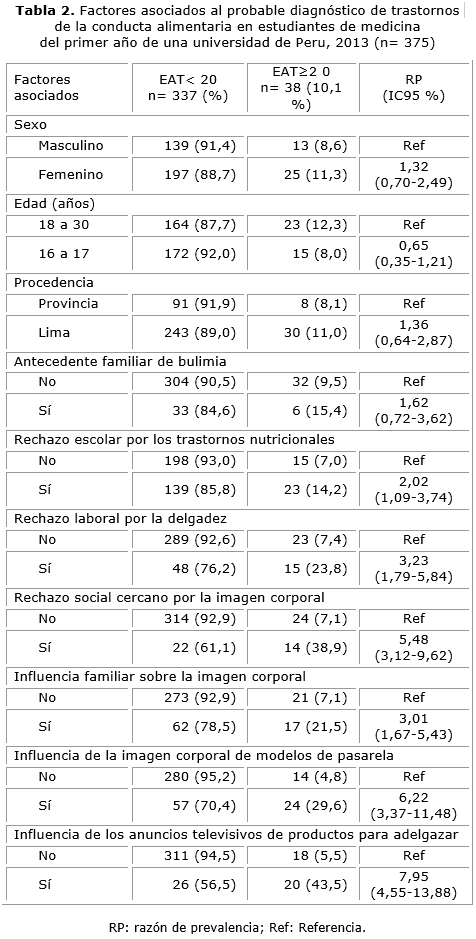 Tabla 2. Factores asociados al probable diagnóstico de trastornos
de la conducta alimentaria en estudiantes de medicina
del primer año de una universidad de Peru, 2013 (n= 375)
Factores asociados EAT< 20 n= 337 (%) EAT≥2 0 n= 38 (10,1 %) RP (IC95 %)
Sexo
Masculino 139 (91,4) 13 (8,6) Ref
Femenino 197 (88,7) 25 (11,3) 1,32 (0,70-2,49)
Edad (años)
18 a 30 164 (87,7) 23 (12,3) Ref
16 a 17 172 (92,0) 15 (8,0) 0,65 (0,35-1,21)
Procedencia
Provincia 91 (91,9) 8 (8,1) Ref
Lima 243 (89,0) 30 (11,0) 1,36 (0,64-2,87)
Antecedente familiar de bulimia
No 304 (90,5) 32 (9,5) Ref
Sí 33 (84,6) 6 (15,4) 1,62 (0,72-3,62)
Rechazo escolar por los trastornos nutricionales
No 198 (93,0) 15 (7,0) Ref
Sí 139 (85,8) 23 (14,2) 2,02 (1,09-3,74)
Rechazo laboral por la delgadez
No 289 (92,6) 23 (7,4) Ref
Sí 48 (76,2) 15 (23,8) 3,23 (1,79-5,84)
Rechazo social cercano por la imagen corporal
No 314 (92,9) 24 (7,1) Ref
Sí 22 (61,1) 14 (38,9) 5,48 (3,12-9,62)
Influencia familiar sobre la imagen corporal
No 273 (92,9) 21 (7,1) Ref
Sí 62 (78,5) 17 (21,5) 3,01 (1,67-5,43)
Influencia de la imagen corporal de modelos de pasarela
No 280 (95,2) 14 (4,8) Ref
Sí 57 (70,4) 24 (29,6) 6,22 (3,37-11,48)
Influencia de los anuncios televisivos de productos para adelgazar
No 311 (94,5) 18 (5,5) Ref
Sí 26 (56,5) 20 (43,5) 7,95 (4,55-13,88)
RP: razón de prevalencia; Ref: Referencia.